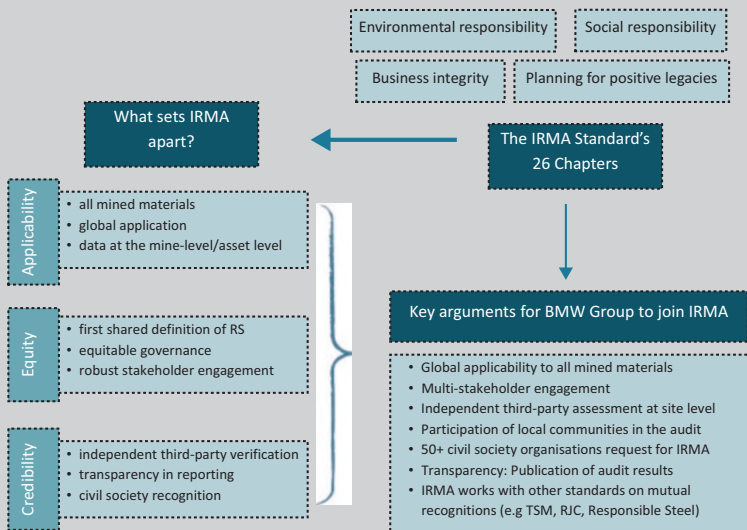 Environmental responsibility
Social responsibility
Business integrity
Planning for positive legacies
What sets IRMA
apart?
The IRMA Standard's
26 Chapters
Applicability
• all mined materials
• global application
• data at the mine-level/asset level
Equity
• first shared definition of RS
• equitable governance
• robust stakeholder engagement
Credibility
• independent third-party verification
• transparency in reporting
• civil society recognition
Key arguments for BMW Group to join IRMA
• Global applicability to all mined materials
• Multi-stakeholder engagement
• Independent third-party assessment at site level
• Participation of local communities in the audit
• 50+ civil society organisations request for IRMA
• Transparency: Publication of audit results
• IRMA works with other standards on mutual
recognitions (e.g TSM, RJC, Responsible Steel)